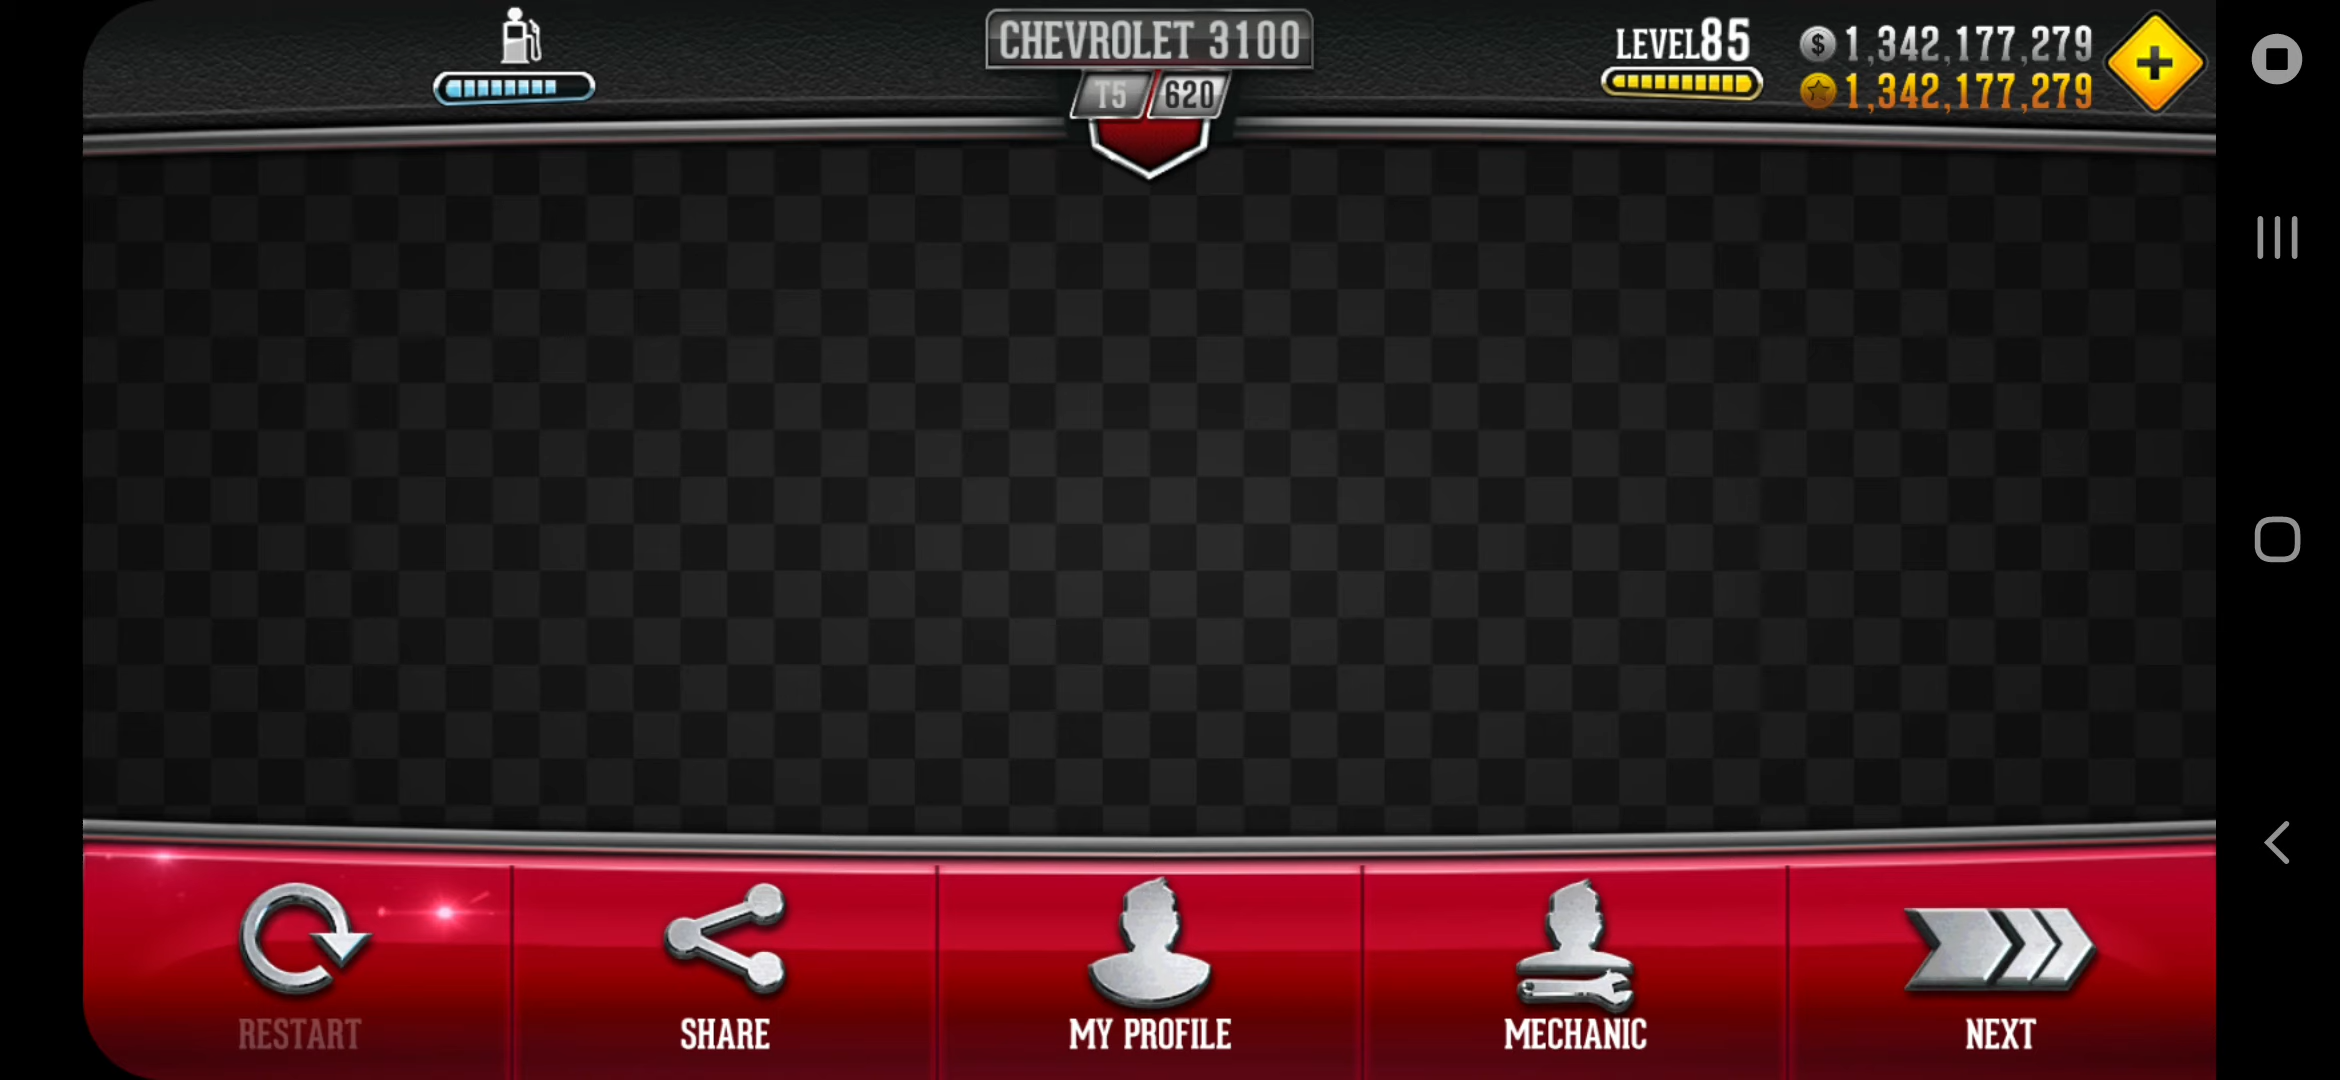 CHEVROLET 3100
T5 620
LEVEL85
1,342,177,279
1,342,177,279
RESTART
SHARE
MY PROFILE
MECHANIC
NEXT